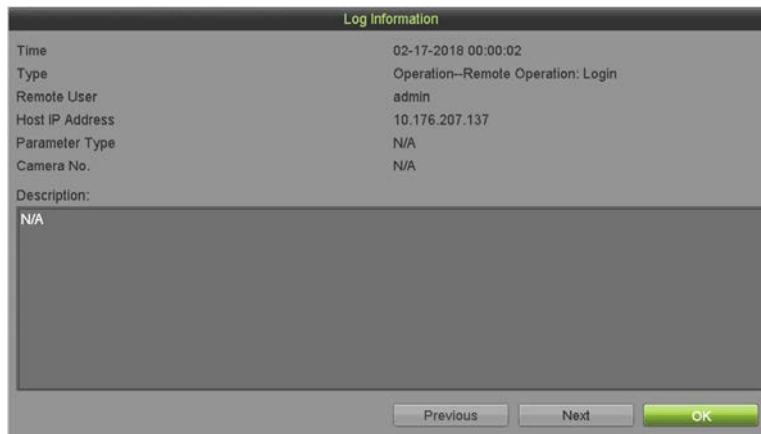 Log Information
Time 02-17-2018 00:00:02
Type Operation--Remote Operation: Login
Remote User admin
Host IP Address 10.176.207.137
Parameter Type N/A
Camera No. N/A
Description:
N/A
Previous Next OK